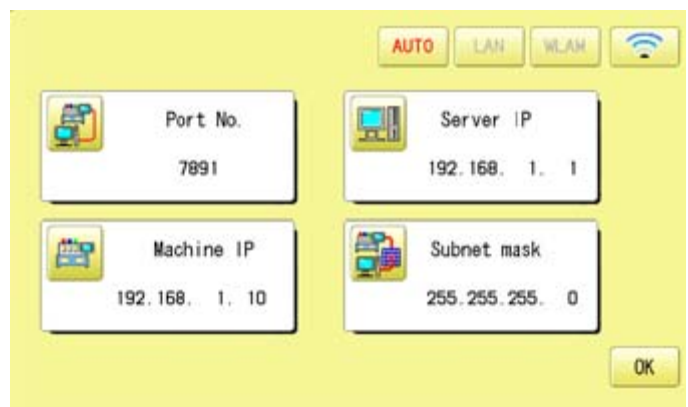 AUTO LAN WLAN
Port No.
7891
Server IP
192.168. 1. 1
Machine IP
192.168. 1. 10
Subnet mask
255.255.255. 0
OK